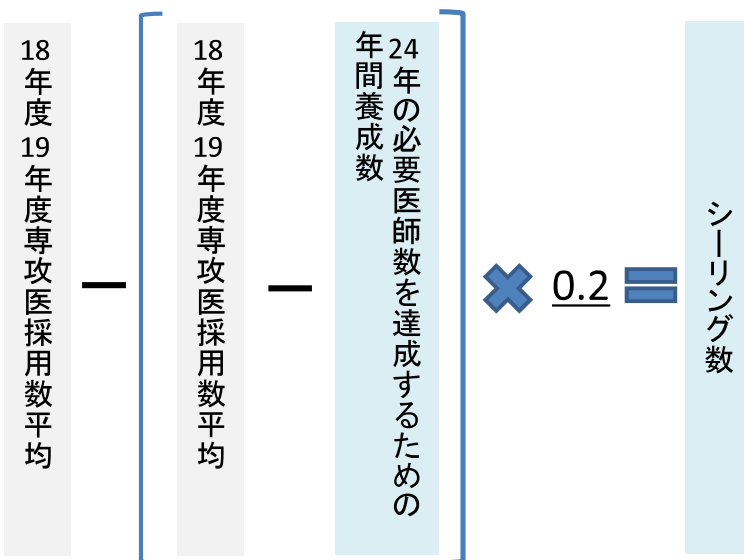 18年度19年度専攻医採用数平均
ー
18年度19年度専攻医採用数平均
ー
24年の必要医師数を達成するための
年間養成数
×
0.2
=
シーリング数